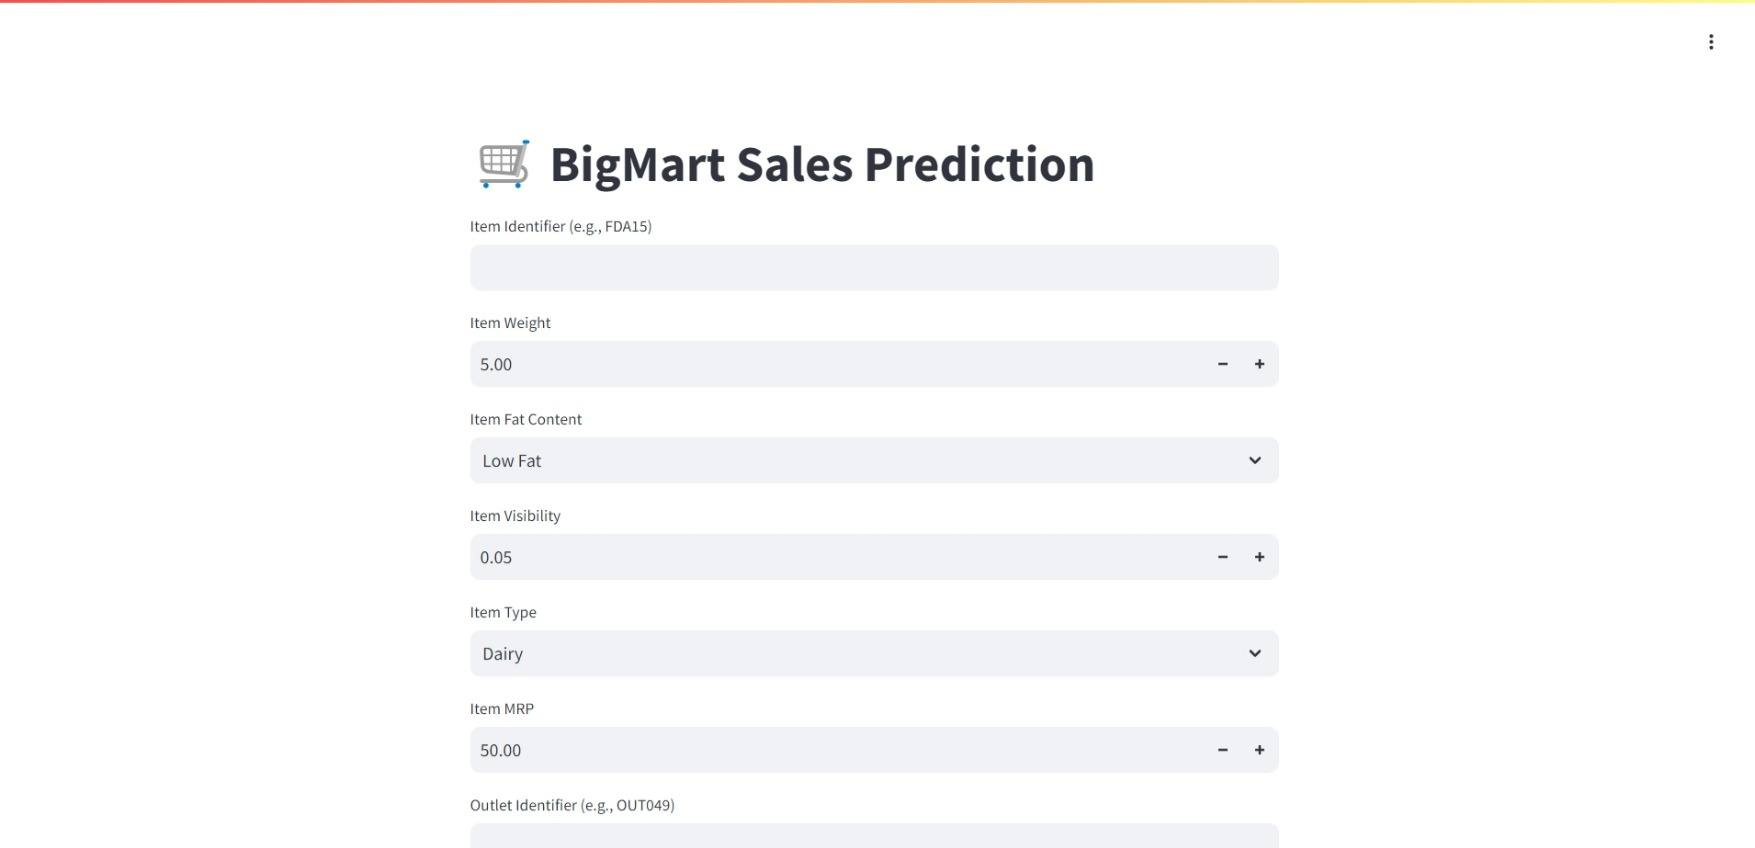 BigMart Sales Prediction
Item Identifier (e.g., FDA15)
Item Weight
5.00
Item Fat Content
Low Fat
Item Visibility
0.05
Item Type
Dairy
Item MRP
50.00
Outlet Identifier (e.g., OUT049)